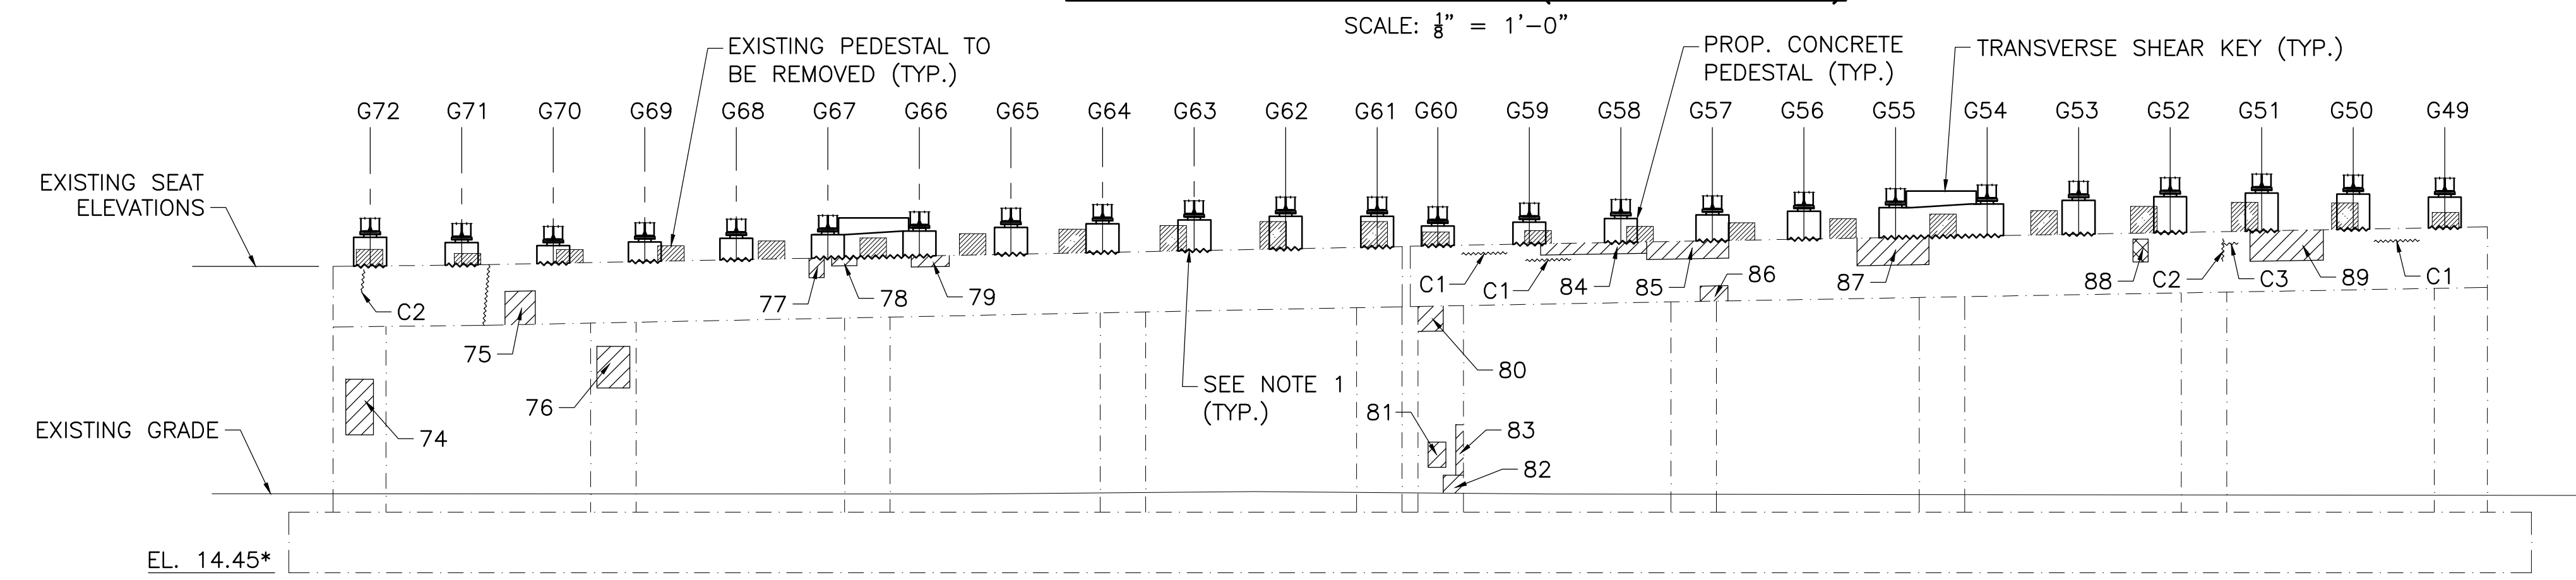 SCALE: 1/8" = 1'-0"
EXISTING PEDESTAL TO
BE REMOVED (TYP.)
PROP. CONCRETE
PEDESTAL (TYP.)
TRANSVERSE SHEAR KEY (TYP.)
G72 G71 G70 G69 G68 G67 G66 G65 G64 G63 G62 G61 G60 G59 G58 G57 G56 G55 G54 G53 G52 G51 G50 G49
EXISTING SEAT
ELEVATIONS
C2
75
77
78
79
C1
C1
84
85
86
87
88
C2
C3
89
C1
76
74
SEE NOTE 1
(TYP.)
80
81
83
82
EXISTING GRADE
EL. 14.45*